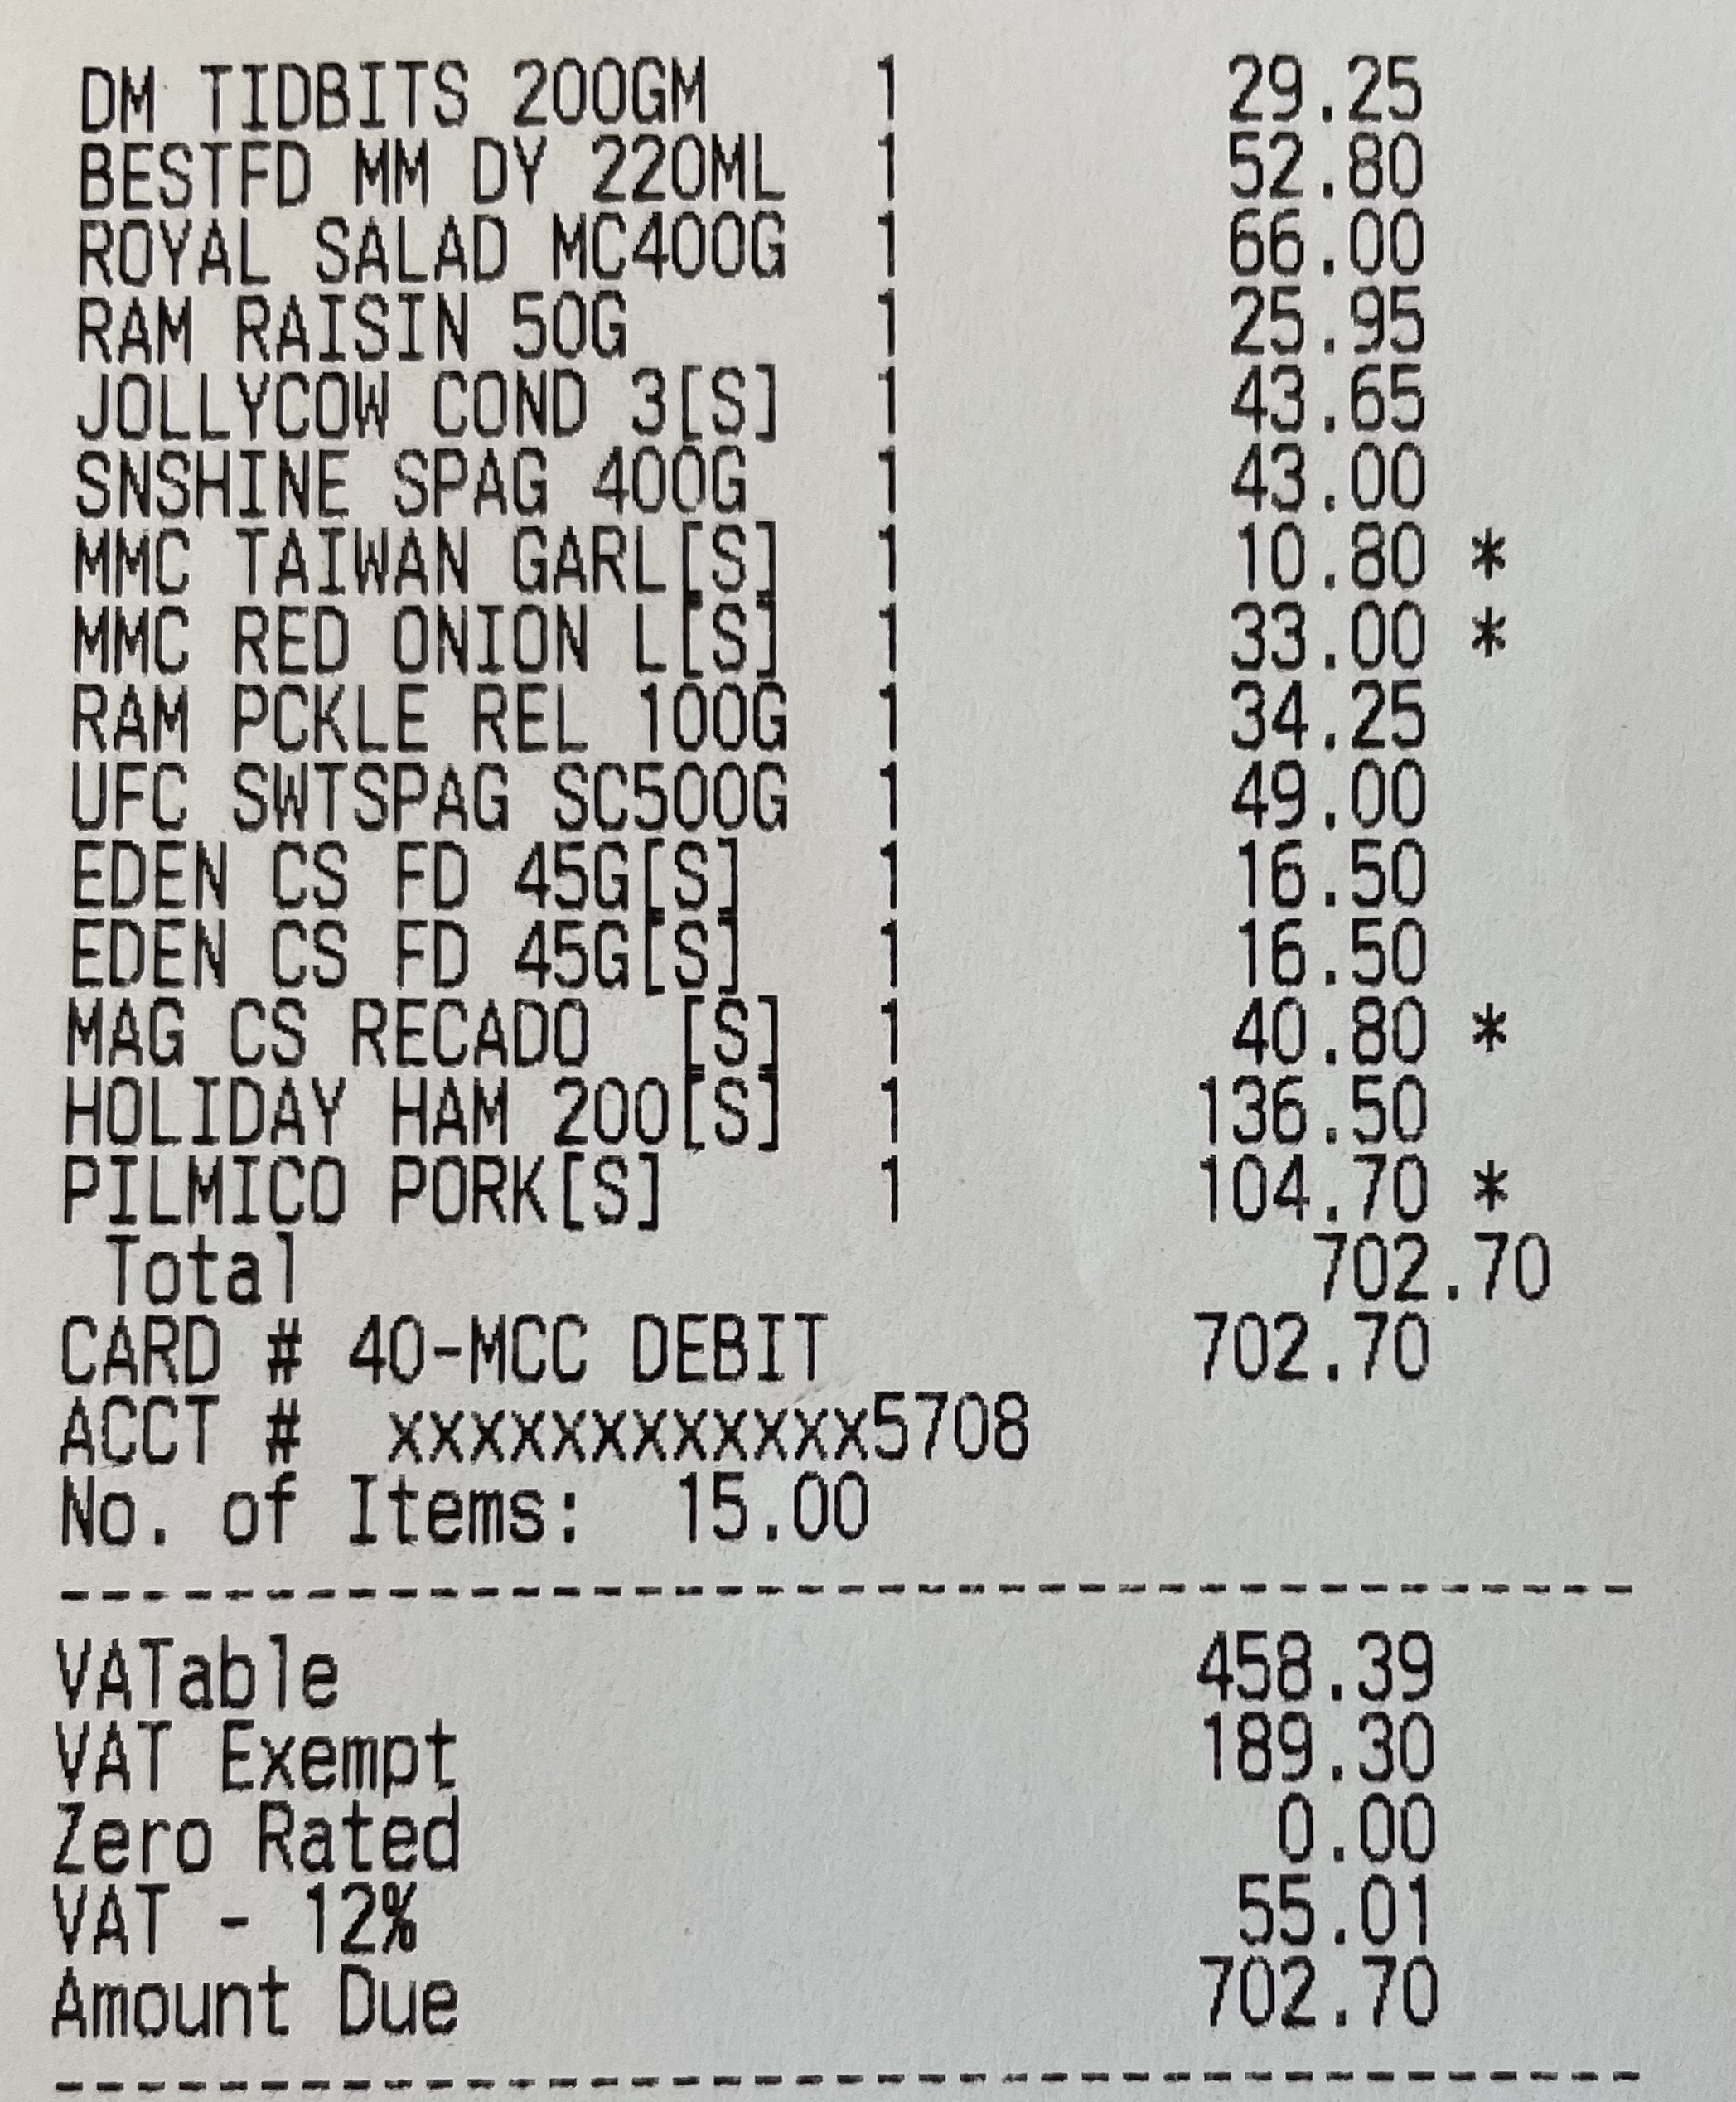 DM TIDBITS 200GM 1 29.25
BESTFD MM DY 220ML 1 52.80
ROYAL SALAD MC400G 1 66.00
RAM RAISIN 50G 1 25.95
JOLLYCOW COND 3[S] 1 43.65
SNSHINE SPAG 400G 1 43.00
MMC TAIWAN GARL[S] 1 10.80 *
MMC RED ONION L[S] 1 33.00 *
RAM PCKLE REL 100G 1 34.25
UFC SWTSPAG SC500G 1 49.00
EDEN CS FD 45G[S] 1 16.50
EDEN CS FD 45G[S] 1 16.50
MAG CS RECADO [S] 1 40.80 *
HOLIDAY HAM 200[S] 1 136.50
PILMICO PORK[S] 1 104.70 *
Total 702.70
CARD # 40-MCC DEBIT 702.70
ACCT # xxxxxxxxxxxx5708
No. of Items: 15.00
---------------------------------------
VATable 458.39
VAT Exempt 189.30
Zero Rated 0.00
VAT - 12% 55.01
Amount Due 702.70
---------------------------------------